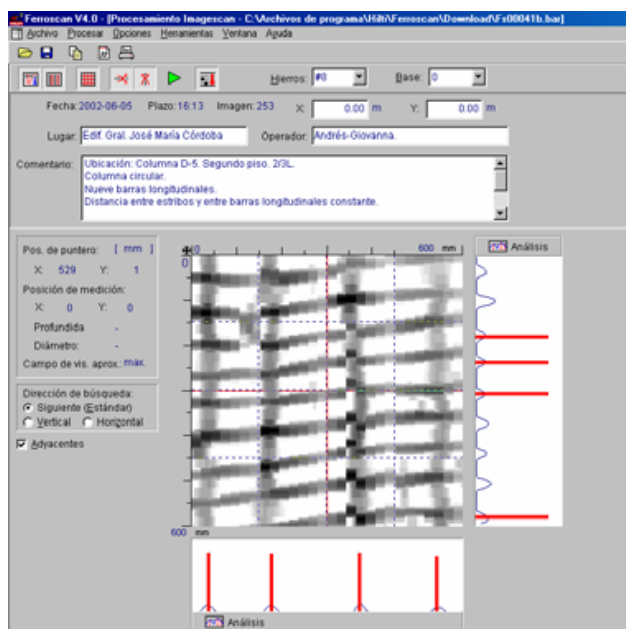 Ferroscan V4.0 - [Procesamiento Imagescan - C:\Archivos de programa\Hilti\Ferroscan\Download\Fs00041b.bar]
Archivo Procesar Opciones Herramientas Ventana Ayuda
Hierros: #8 Base: 0
Fecha: 2002-06-05 Plazo: 16:13 Imagen: 253 X: 0.00 m Y: 0.00 m
Lugar: Edif. Gral. José María Córdoba Operador: Andrés-Giovanna.
Comentario: Ubicación: Columna D-5. Segundo piso. 2/3L.
Columna circular.
Nueve barras longitudinales.
Distancia entre estribos y entre barras longitudinales constante.
Pos. de puntero: [ mm ]
X: 529 Y: 1
Posición de medición:
X: 0 Y: 0
Profundida -
Diámetro: -
Campo de vis. aprox.: max.
Dirección de búsqueda:
Siguiente (Estándar)
Vertical Horizontal
Adyacentes
0 600 mm
0
600 mm
Análisis
Análisis